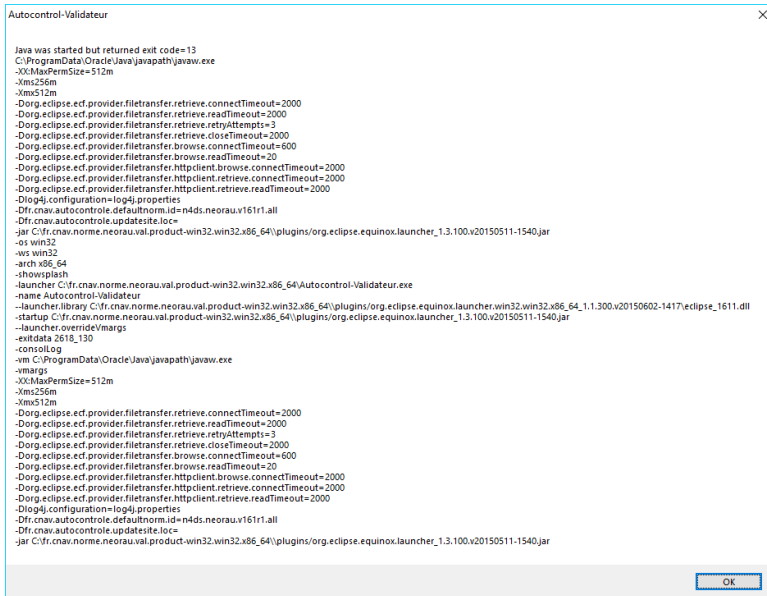 Autocontrol-Validateur
Java was started but returned exit code=13
C:\ProgramData\Oracle\Java\javapath\javaw.exe
-XX:MaxPermSize=512m
-Xms256m
-Xmx512m
-Dorg.eclipse.ecf.provider.filetransfer.retrieve.connectTimeout=2000
-Dorg.eclipse.ecf.provider.filetransfer.retrieve.readTimeout=2000
-Dorg.eclipse.ecf.provider.filetransfer.retrieve.retryAttempts=3
-Dorg.eclipse.ecf.provider.filetransfer.retrieve.closeTimeout=2000
-Dorg.eclipse.ecf.provider.filetransfer.browse.connectTimeout=600
-Dorg.eclipse.ecf.provider.filetransfer.browse.readTimeout=20
-Dorg.eclipse.ecf.provider.filetransfer.httpclient.browse.connectTimeout=2000
-Dorg.eclipse.ecf.provider.filetransfer.httpclient.retrieve.connectTimeout=2000
-Dorg.eclipse.ecf.provider.filetransfer.httpclient.retrieve.readTimeout=2000
-Dlog4j.configuration=log4j.properties
-Dfr.cnav.autocontrole.defaultnorm.id=n4ds.neorau.v161r1.all
-Dfr.cnav.autocontrole.updatesite.loc=
-jar C:\fr.cnav.norme.neorau.val.product-win32.win32.x86_64\\plugins/org.eclipse.equinox.launcher_1.3.100.v20150511-1540.jar
-os win32
-ws win32
-arch x86_64
-showsplash
-launcher C:\fr.cnav.norme.neorau.val.product-win32.win32.x86_64\Autocontrol-Validateur.exe
-name Autocontrol-Validateur
--launcher.library C:\fr.cnav.norme.neorau.val.product-win32.win32.x86_64\\plugins/org.eclipse.equinox.launcher.win32.win32.x86_64_1.1.300.v20150602-1417\eclipse_1611.dll
-startup C:\fr.cnav.norme.neorau.val.product-win32.win32.x86_64\\plugins/org.eclipse.equinox.launcher_1.3.100.v20150511-1540.jar
--launcher.overrideVmargs
-exitdata 2618_130
-consolLog
-vm C:\ProgramData\Oracle\Java\javapath\javaw.exe
-vmargs
-XX:MaxPermSize=512m
-Xms256m
-Xmx512m
-Dorg.eclipse.ecf.provider.filetransfer.retrieve.connectTimeout=2000
-Dorg.eclipse.ecf.provider.filetransfer.retrieve.readTimeout=2000
-Dorg.eclipse.ecf.provider.filetransfer.retrieve.retryAttempts=3
-Dorg.eclipse.ecf.provider.filetransfer.retrieve.closeTimeout=2000
-Dorg.eclipse.ecf.provider.filetransfer.browse.connectTimeout=600
-Dorg.eclipse.ecf.provider.filetransfer.browse.readTimeout=20
-Dorg.eclipse.ecf.provider.filetransfer.httpclient.browse.connectTimeout=2000
-Dorg.eclipse.ecf.provider.filetransfer.httpclient.retrieve.connectTimeout=2000
-Dorg.eclipse.ecf.provider.filetransfer.httpclient.retrieve.readTimeout=2000
-Dlog4j.configuration=log4j.properties
-Dfr.cnav.autocontrole.defaultnorm.id=n4ds.neorau.v161r1.all
-Dfr.cnav.autocontrole.updatesite.loc=
-jar C:\fr.cnav.norme.neorau.val.product-win32.win32.x86_64\\plugins/org.eclipse.equinox.launcher_1.3.100.v20150511-1540.jar
OK